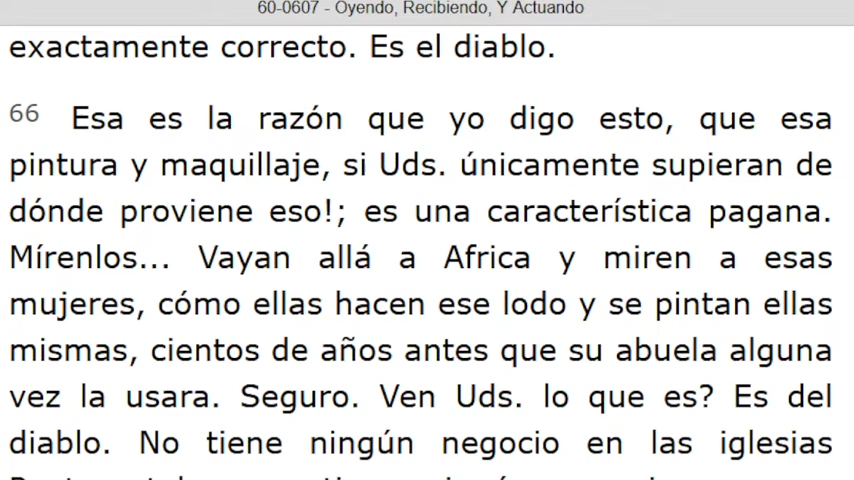 60-0607 - Oyendo, Recibiendo, Y Actuando
exactamente correcto. Es el diablo.
66 Esa es la razón que yo digo esto, que esa
pintura y maquillaje, si Uds. únicamente supieran de
dónde proviene eso!; es una característica pagana.
Mírenlos... Vayan allá a Africa y miren a esas
mujeres, cómo ellas hacen ese lodo y se pintan ellas
mismas, cientos de años antes que su abuela alguna
vez la usara. Seguro. Ven Uds. lo que es? Es del
diablo. No tiene ningún negocio en las iglesias